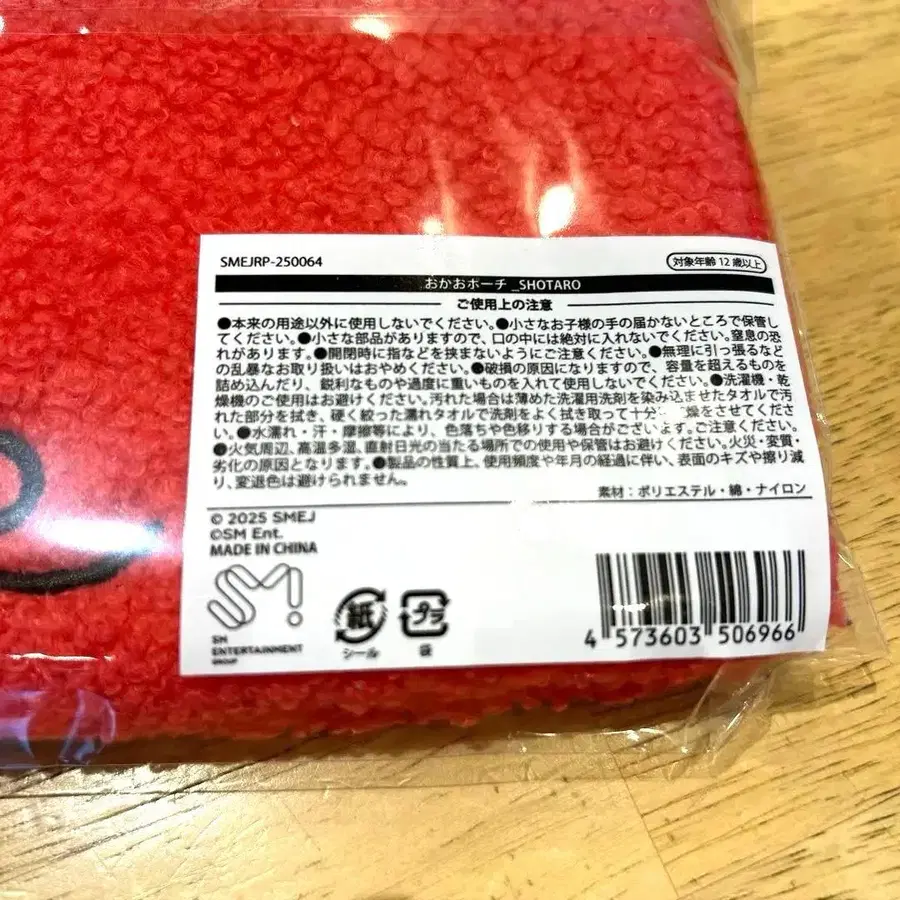 SMEJRP-250064
対象年齢 12 歳以上
おかおポーチ _SHOTARO
ご使用上の注意
●本来の用途以外に使用しないでください。●小さなお子様の手の届かないところで保管し
てください。●小さな部品がありますので、口の中には絶対に入れないでください。窒息の恐
れがあります。●開閉時に指などを挟まないようにご注意ください。●無理に引っ張るなど
の乱暴なお取り扱いはおやめください。●破損の原因になりますので、容量を超えるものを
詰め込んだり、鋭利なものや過度に重いものを入れて使用しないでください。●洗濯機・乾
燥機のご使用はお避けください。汚れた場合は薄めた洗濯用洗剤を染み込ませたタオルで汚
れた部分を拭き、硬く絞った濡れタオルで洗剤をよく拭き取って十分 燥をさせてくださ
い。●水濡れ・汗・摩擦等により、色落ちや色移りする場合がございます。ご注意ください。
●火気周辺、高温多湿、直射日光の当たる場所での使用や保管はお避けください。火災・変質・
劣化の原因となります。●製品の性質上、使用頻度や年月の経過に伴い、表面のキズや擦り減
り、変退色は避けられません。
素材：ポリエステル・綿・ナイロン
© 2025 SMEJ
©SM Ent.
MADE IN CHINA
SM!
SM
ENTERTAINMENT
GROUP
紙
シール
プラ
袋
4 573603 506966